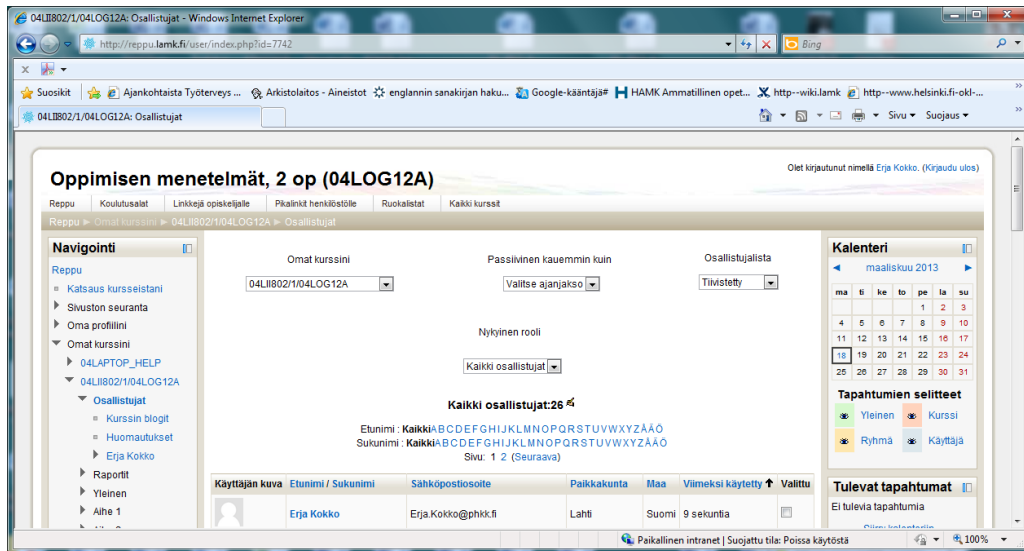 04LII802/1/04LOG12A: Osallistujat - Windows Internet Explorer
http://reppu.lamk.fi/user/index.php?id=7742
Bing
x
Suosikit Ajankohtaista Työterveys ... Arkistolaitos - Aineistot englannin sanakirjan haku... Google-kääntäjä# HAMK Ammatillinen opet... http--wiki.lamk http--www.helsinki.fi-okl-...
04LII802/1/04LOG12A: Osallistujat
Sivu Suojaus
Olet kirjautunut nimellä Erja Kokko. (Kirjaudu ulos)
Oppimisen menetelmät, 2 op (04LOG12A)
Reppu Koulutusalat Linkkejä opiskelijalle Pikalinkit henkilöstölle Ruokalistat Kaikki kurssit
Reppu ► Omat kurssini ► 04LII802/1/04LOG12A ► Osallistujat
Navigointi
Reppu
Katsaus kursseistani
Sivuston seuranta
Oma profiilini
Omat kurssini
04LAPTOP_HELP
04LII802/1/04LOG12A
Osallistujat
Kurssin blogit
Huomautukset
Erja Kokko
Raportit
Yleinen
Aihe 1
Omat kurssini
04LII802/1/04LOG12A
Passiivinen kauemmin kuin
Valitse ajanjakso
Osallistujalista
Tiivistetty
Nykyinen rooli
Kaikki osallistujat
Kaikki osallistujat:26
Etunimi : KaikkiABCDEFGHIJKLMNOPQRSTUVWXYZÅÄÖ
Sukunimi : KaikkiABCDEFGHIJKLMNOPQRSTUVWXYZÅÄÖ
Sivu: 1 2 (Seuraava)
Käyttäjän kuva Etunimi / Sukunimi Sähköpostiosoite Paikkakunta Maa Viimeksi käytetty Valittu
Erja Kokko Erja.Kokko@phkk.fi Lahti Suomi 9 sekuntia
Kalenteri
◄ maaliskuu 2013 ►
ma ti ke to pe la su
1 2 3
4 5 6 7 8 9 10
11 12 13 14 15 16 17
18 19 20 21 22 23 24
25 26 27 28 29 30 31
Tapahtumien selitteet
Yleinen Kurssi
Ryhmä Käyttäjä
Tulevat tapahtumat
Ei tulevia tapahtumia
Paikallinen intranet | Suojattu tila: Poissa käytöstä
100%